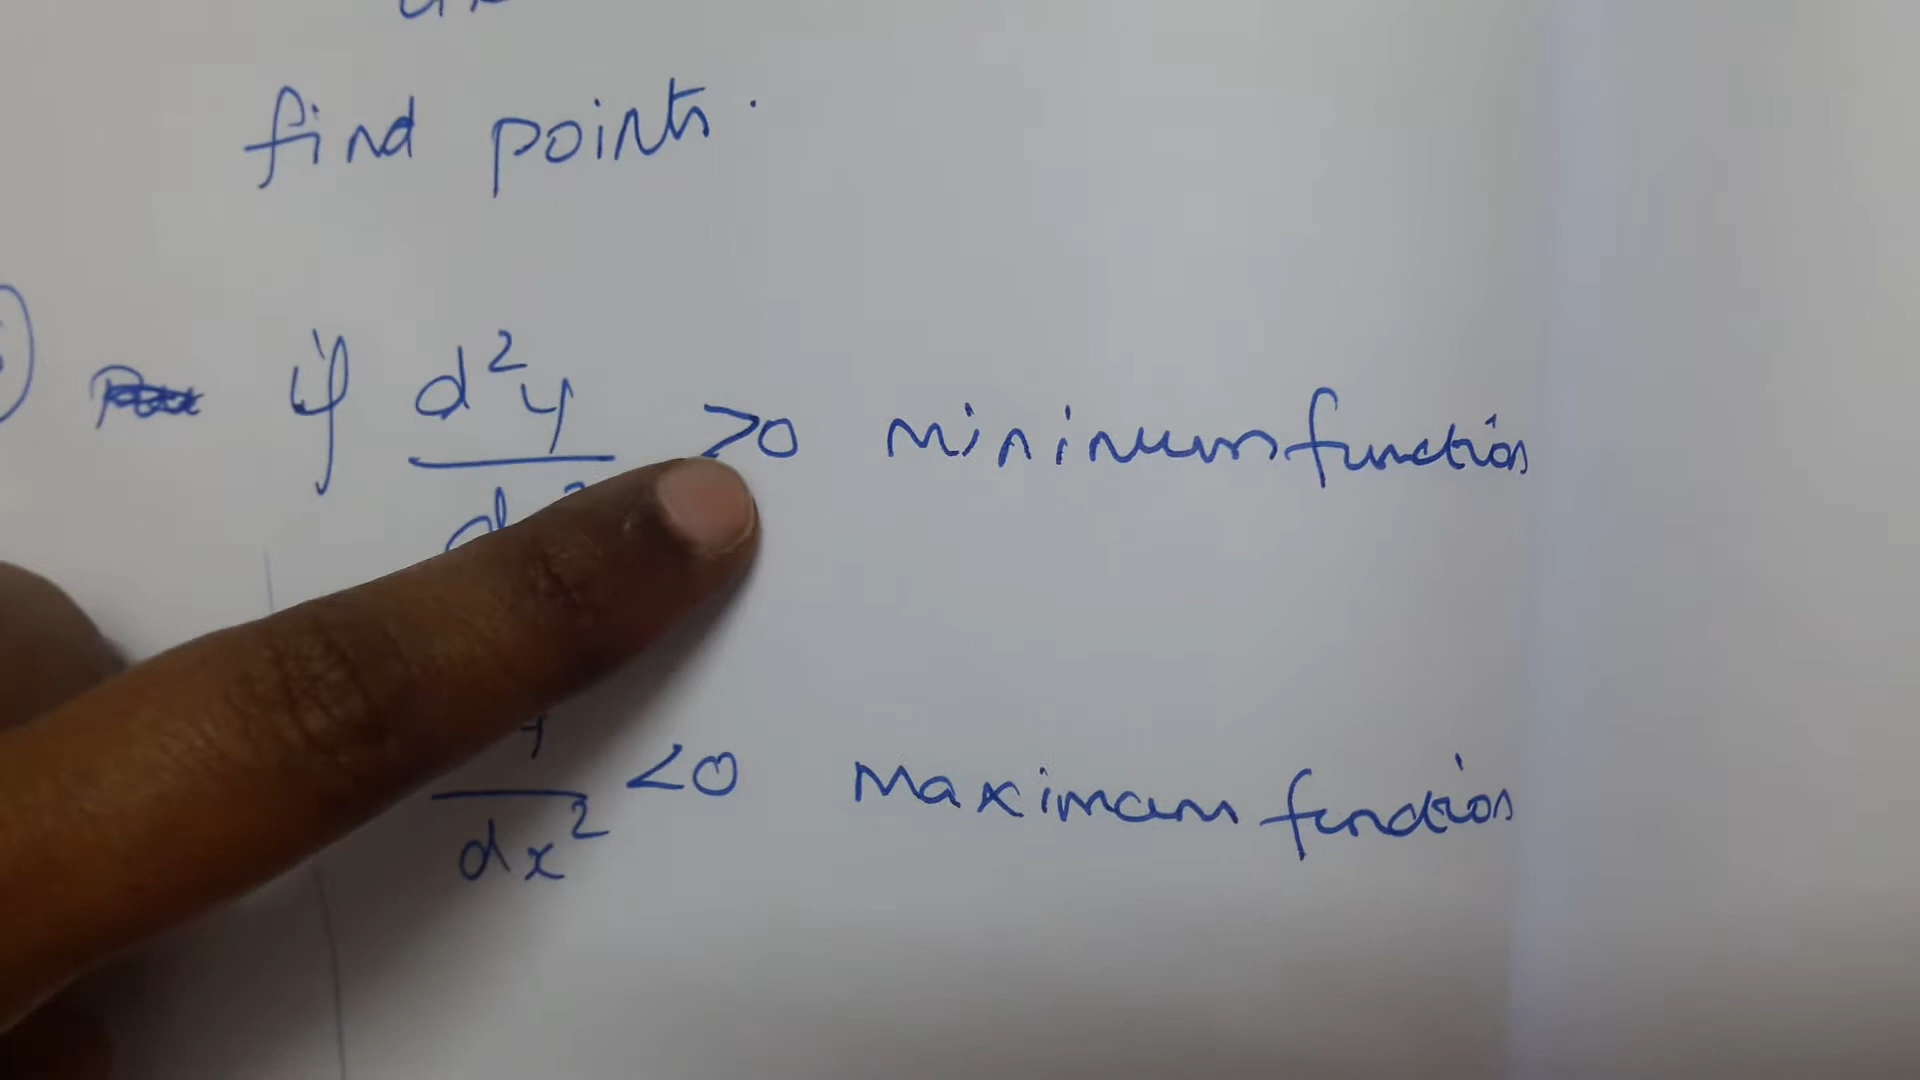 find points.
if d²y
>0 minimum function
d
<0 maximum function
dx²